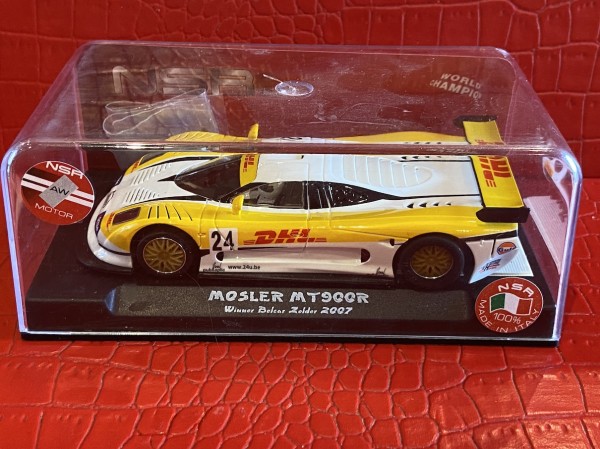 NSR
WORLD
CHAMPIO
NSR
AW
MOTOR
24
DHL
DHL
www.24u.be
MOSLER MT900R
Winner Belcar Zolder 2007
NSR
100%
MADE IN ITALY